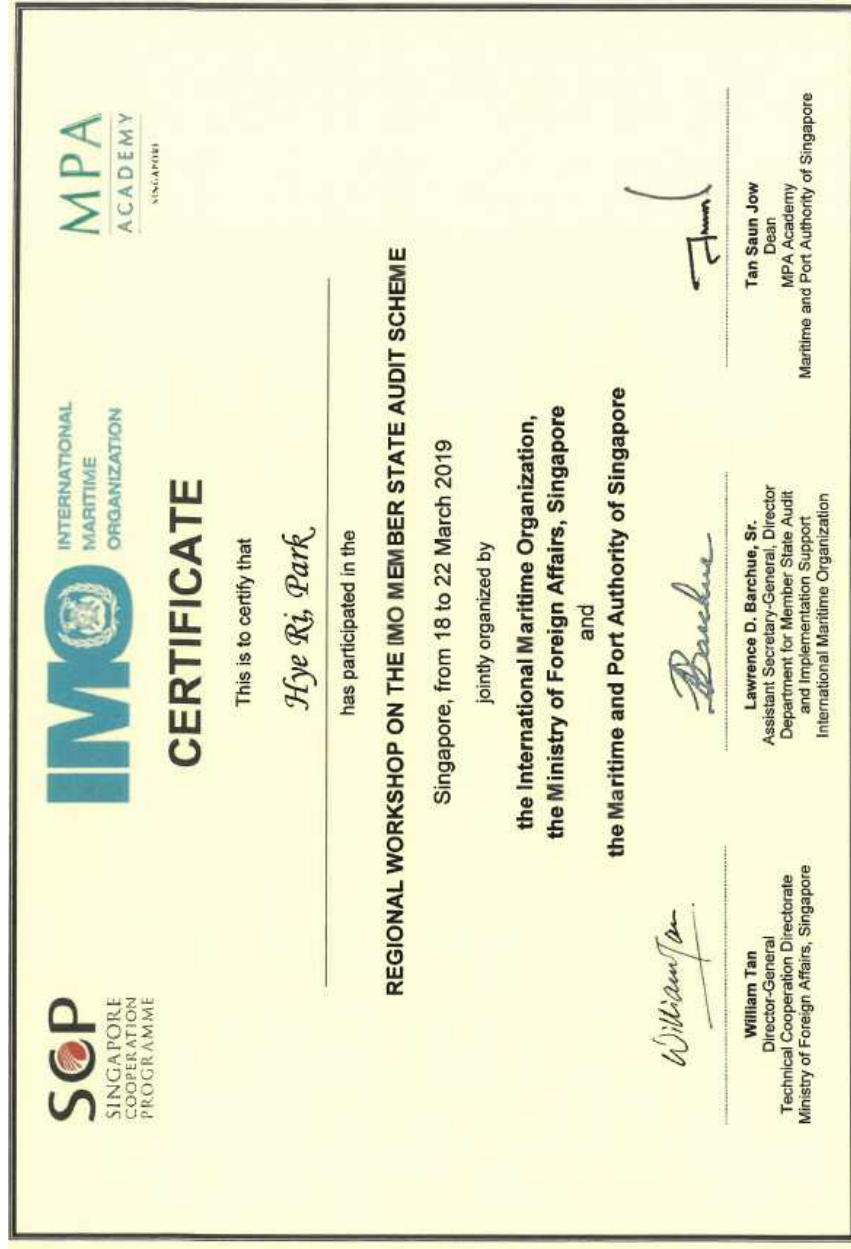 SCP
SINGAPORE
COOPERATION
PROGRAMME
IMO
INTERNATIONAL
MARITIME
ORGANIZATION
MPA
ACADEMY
SINGAPORE
CERTIFICATE
This is to certify that
Hye Ri, Park
has participated in the
REGIONAL WORKSHOP ON THE IMO MEMBER STATE AUDIT SCHEME
Singapore, from 18 to 22 March 2019
jointly organized by
the International Maritime Organization,
the Ministry of Foreign Affairs, Singapore
and
the Maritime and Port Authority of Singapore
William Tan
William Tan
Director-General
Technical Cooperation Directorate
Ministry of Foreign Affairs, Singapore
Lawrence D. Barchue, Sr.
Assistant Secretary-General, Director
Department for Member State Audit
and Implementation Support
International Maritime Organization
Tan Saun Jow
Dean
MPA Academy
Maritime and Port Authority of Singapore